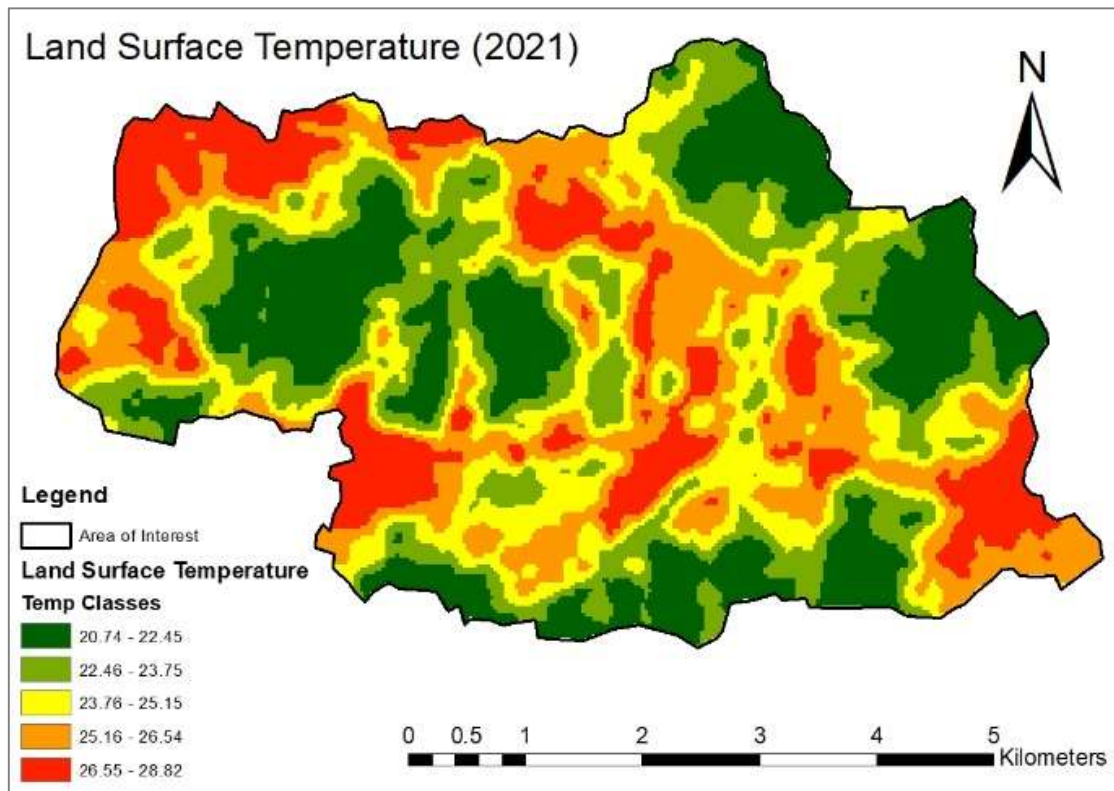 Land Surface Temperature (2021)
N
Legend
Area of Interest
Land Surface Temperature
Temp Classes
20.74 - 22.45
22.46 - 23.75
23.76 - 25.15
25.16 - 26.54
26.55 - 28.82
0 0.5 1 2 3 4 5
Kilometers